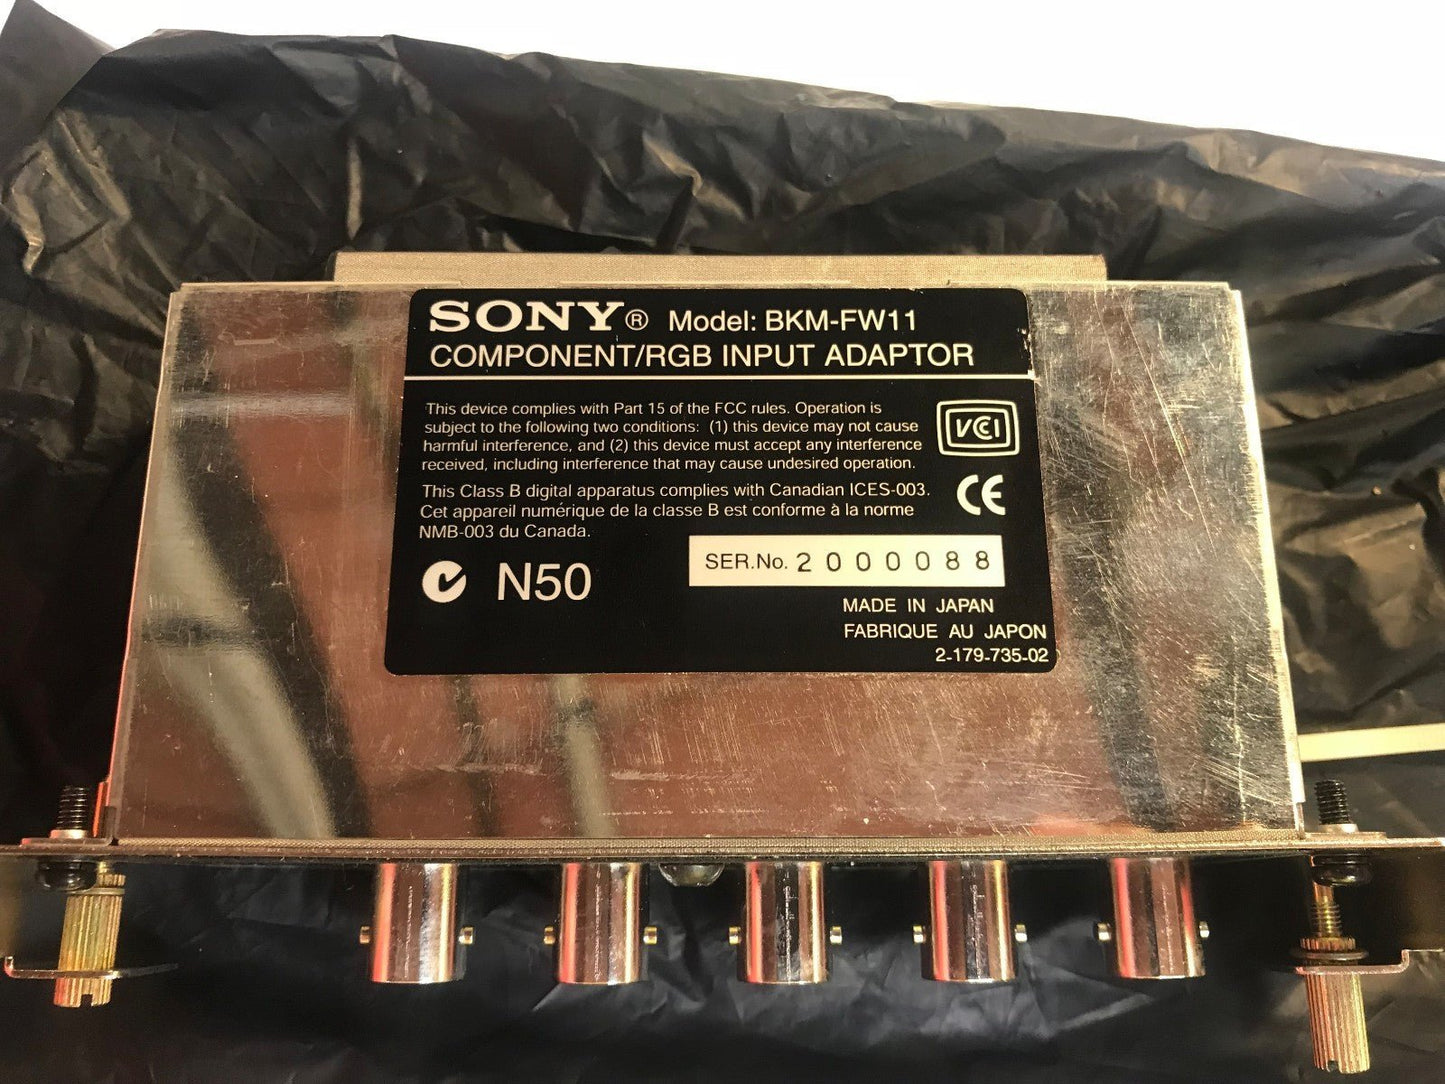 SONY® Model: BKM-FW11
COMPONENT/RGB INPUT ADAPTOR
This device complies with Part 15 of the FCC rules. Operation is
subject to the following two conditions: (1) this device may not cause
harmful interference, and (2) this device must accept any interference
received, including interference that may cause undesired operation.
VCCI
This Class B digital apparatus complies with Canadian ICES-003.
Cet appareil numérique de la classe B est conforme à la norme
NMB-003 du Canada.
CE
N50
SER.No. 2000088
MADE IN JAPAN
FABRIQUE AU JAPON
2-179-735-02